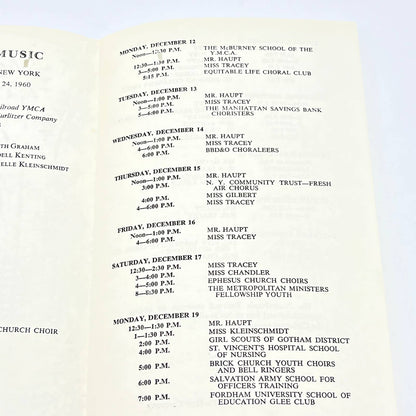 MUSIC
NEW YORK
24, 1960
ilroad YMCA
urlitzer Company
TH GRAHAM
DELL KENTING
ELLE KLEINSCHMIDT
CHURCH CHOIR
MONDAY, DECEMBER 12
Noon—12:30 P.M. THE McBURNEY SCHOOL OF THE
Y.M.C.A.
12:30—1:30 P.M. MR. HAUPT
3—5:00 P.M. MISS TRACEY
5:15 P.M. EQUITABLE LIFE CHORAL CLUB
TUESDAY, DECEMBER 13
Noon—1:00 P.M. MR. HAUPT
3—5:00 P.M. MISS TRACEY
5—6:00 P.M. THE MANHATTAN SAVINGS BANK
CHORISTERS
WEDNESDAY, DECEMBER 14
Noon—1:00 P.M. MR. HAUPT
4—6:00 P.M. MISS TRACEY
6:00 P.M. BBD&O CHORALEERS
THURSDAY, DECEMBER 15
Noon—1:00 P.M. MR. HAUPT
3:00 P.M. N. Y. COMMUNITY TRUST—FRESH
AIR CHORUS
4:00 P.M. MISS GILBERT
4—6:00 P.M. MISS TRACEY
FRIDAY, DECEMBER 16
Noon—1:00 P.M. MR. HAUPT
4—6:00 P.M. MISS TRACEY
SATURDAY, DECEMBER 17
12:30—2:30 P.M. MISS TRACEY
3—4:00 P.M. MISS CHANDLER
4—5:00 P.M. EPHESUS CHURCH CHOIRS
8—8:30 P.M. THE METROPOLITAN MINISTERS
FELLOWSHIP YOUTH
MONDAY, DECEMBER 19
12:30—1:30 P.M. MR. HAUPT
1—1:30 P.M. MISS KLEINSCHMIDT
2:00 P.M. GIRL SCOUTS OF GOTHAM DISTRICT
4:00 P.M. ST. VINCENT'S HOSPITAL SCHOOL
OF NURSING
5:00 P.M. BRICK CHURCH YOUTH CHOIRS
AND BELL RINGERS
6:00 P.M. SALVATION ARMY SCHOOL FOR
OFFICERS TRAINING
7:00 P.M. FORDHAM UNIVERSITY SCHOOL OF
EDUCATION GLEE CLUB